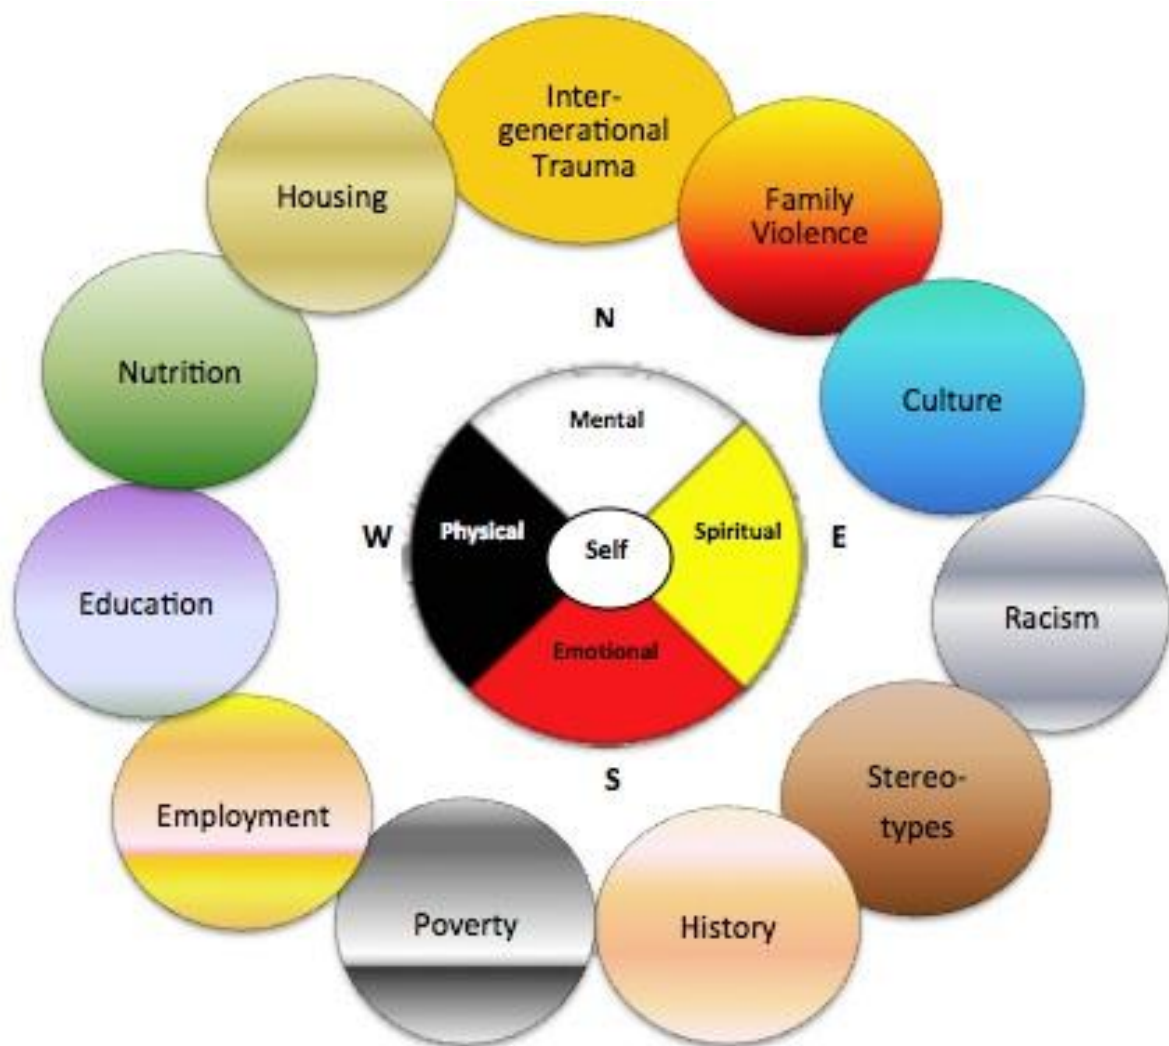 Inter-
generational
Trauma
Housing
Family
Violence
Nutrition
Culture
N
Mental
W
Physical
Self
Spiritual
E
Emotional
S
Education
Racism
Employment
Stereo-
types
Poverty
History